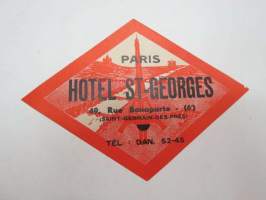 PARIS
HOTEL ST-GEORGES
49, Rue Bonaparte - (6)
(SAINT-GERMAIN-DES-PRÉS)
TÉL : DAN. 52-45